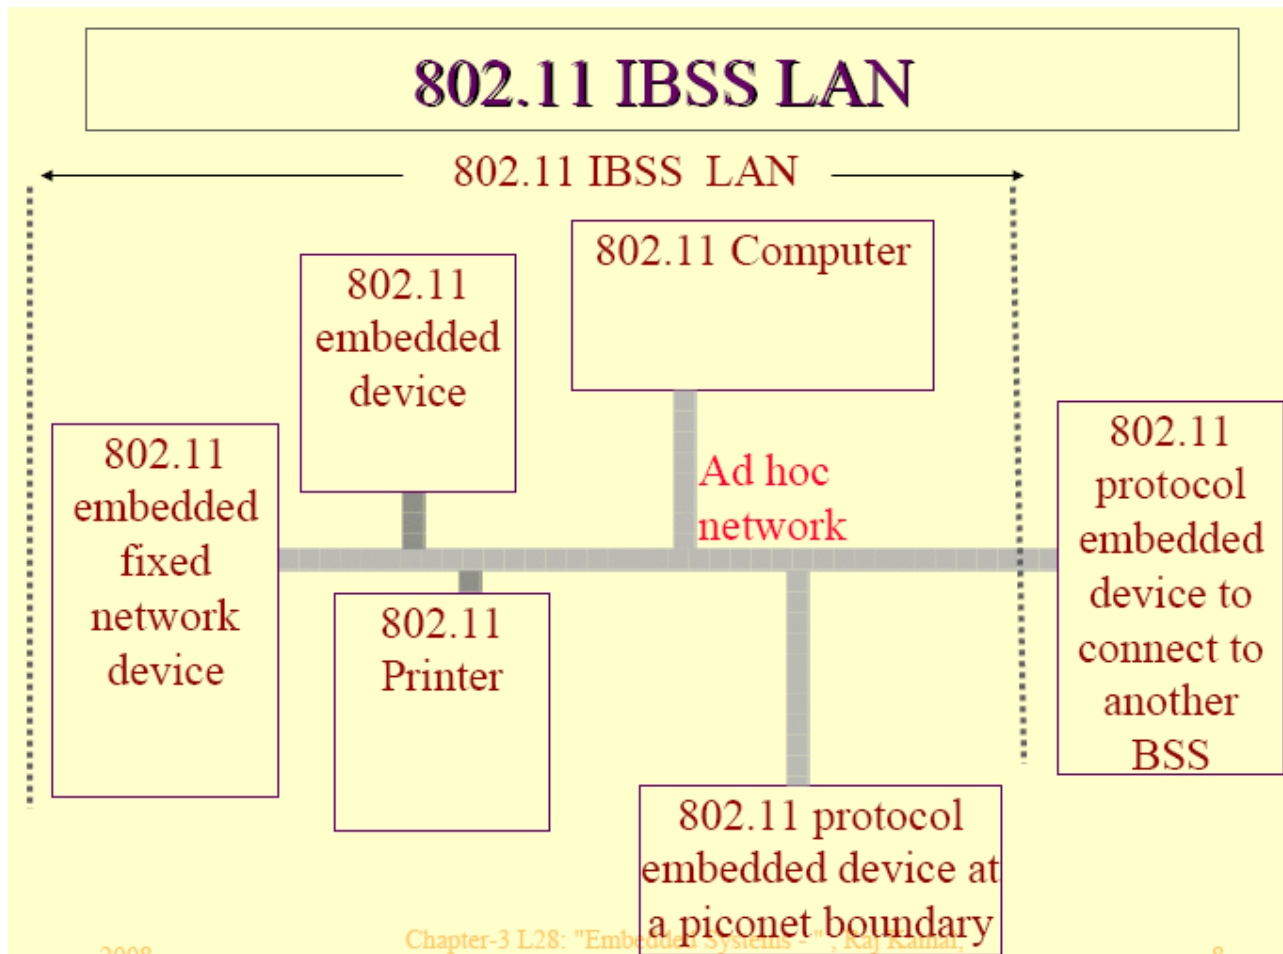 802.11 IBSS LAN
802.11 IBSS LAN
802.11 Computer
802.11
embedded
device
802.11
embedded
fixed
network
device
Ad hoc
network
802.11
protocol
embedded
device to
connect to
another
BSS
802.11
Printer
802.11 protocol
embedded device at
a piconet boundary
Chapter-3 L28: "Embedded Systems - ", Raj Kamal,
2008
8